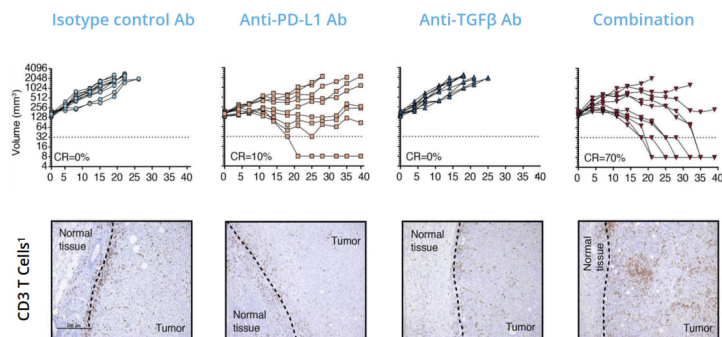 Isotype control Ab
Anti-PD-L1 Ab
Anti-TGFβ Ab
Combination
Volume (mm³)
4096
2048
1024
512
256
128
64
32
16
8
4
CR=0%
CR=10%
CR=0%
CR=70%
0 5 10 15 20 25 30 35 40
0 5 10 15 20 25 30 35 40
0 5 10 15 20 25 30 35 40
0 5 10 15 20 25 30 35 40
CD3 T Cells¹
Normal
tissue
Tumor
Tumor
Normal
tissue
Normal
tissue
Tumor
Normal
tissue
Tumor